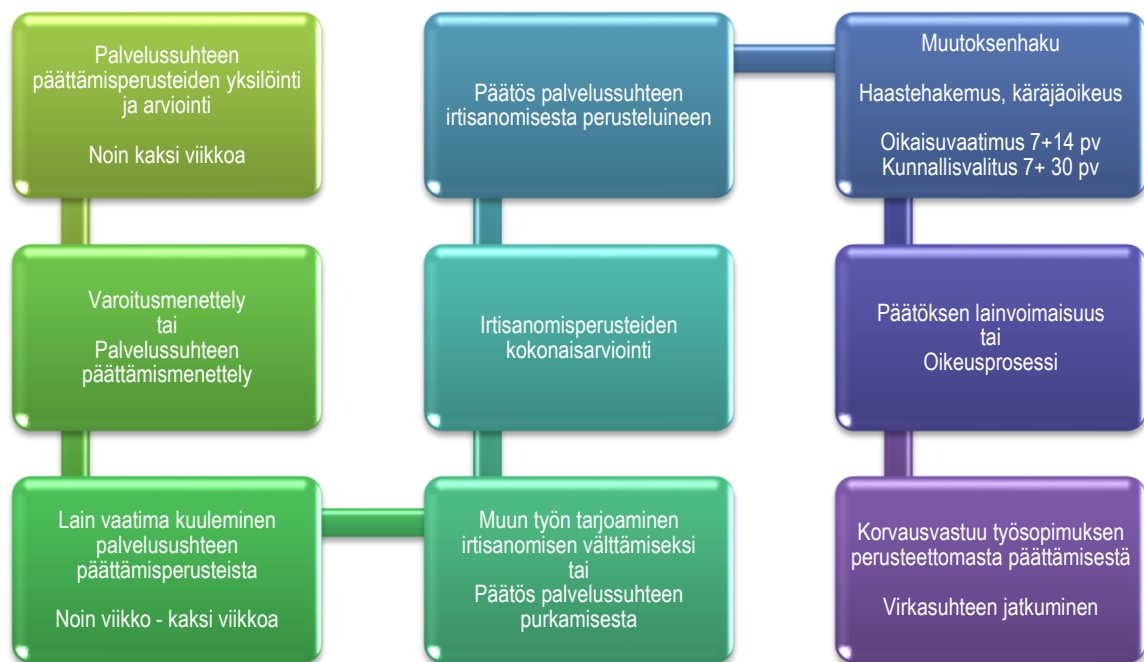 Palvelussuhteen
päättämisperusteiden yksilöinti
ja arviointi
Noin kaksi viikkoa
Varoitusmenettely
tai
Palvelussuhteen
päättämismenettely
Lain vaatima kuuleminen
palvelusushteen
päättämisperusteista
Noin viikko - kaksi viikkoa
Muun työn tarjoaminen
irtisanomisen välttämiseksi
tai
Päätös palvelussuhteen
purkamisesta
Irtisanomisperusteiden
kokonaisarviointi
Päätös palvelussuhteen
irtisanomisesta perusteluineen
Muutoksenhaku
Haastehakemus, käräjäoikeus
Oikaisuvaatimus 7+14 pv
Kunnallisvalitus 7+ 30 pv
Päätöksen lainvoimaisuus
tai
Oikeusprosessi
Korvausvastuu työsopimuksen
perusteettomasta päättämisestä
Virkasuhteen jatkuminen